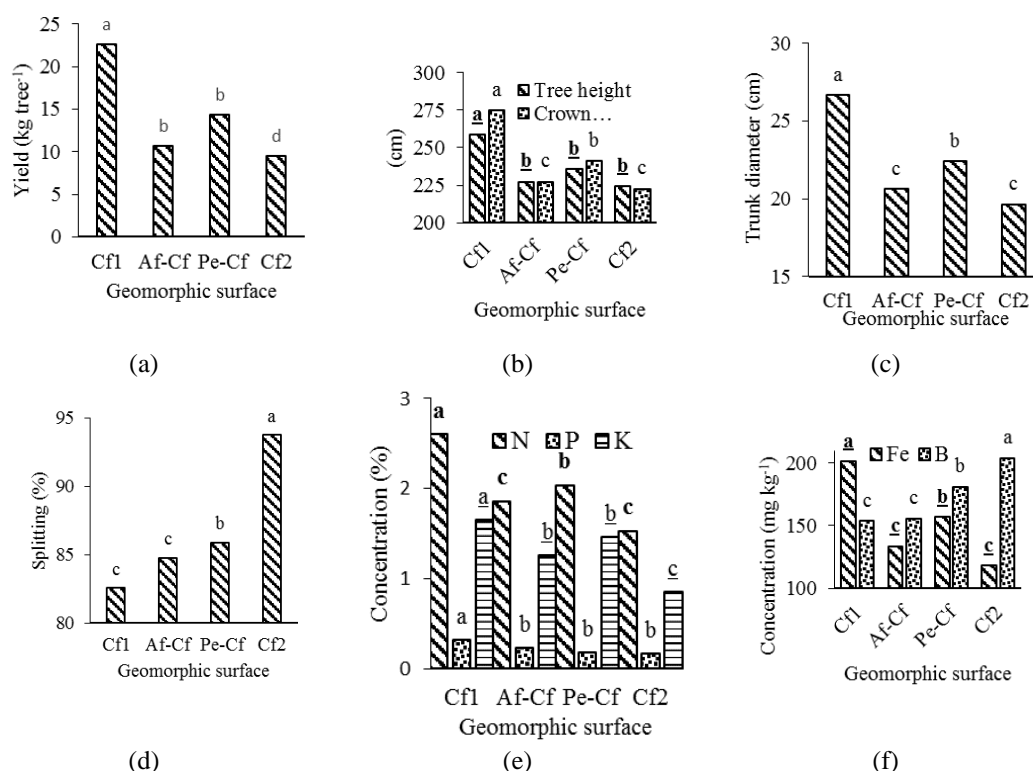 Yield (kg tree-1)
25
20
15
10
5
0
a
b
b
d
Cf1 Af-Cf Pe-Cf Cf2
Geomorphic surface
(a)
(cm)
300
275
250
225
200
Tree height
Crown…
a
a
b
c
b
b
b
c
Cf1 Af-Cf Pe-Cf Cf2
Geomorphic surface
(b)
Trunk diameter (cm)
30
25
20
15
a
c
b
c
Cf1 Af-Cf Pe-Cf Cf2
Geomorphic surface
(c)
Splitting (%)
95
90
85
80
c
c
b
a
Cf1 Af-Cf Pe-Cf Cf2
Geomorphic surface
(d)
Concentration (%)
3
2
1
0
N P K
a
a
a
c
b
b
b
b
b
c
b
c
Cf1 Af-Cf Pe-Cf Cf2
Geomorphic surface
(e)
Concentration (mg kg-1)
200
150
100
Fe B
a
c
c
c
b
b
c
a
Cf1 Af-Cf Pe-Cf Cf2
Geomorphic surface
(f)